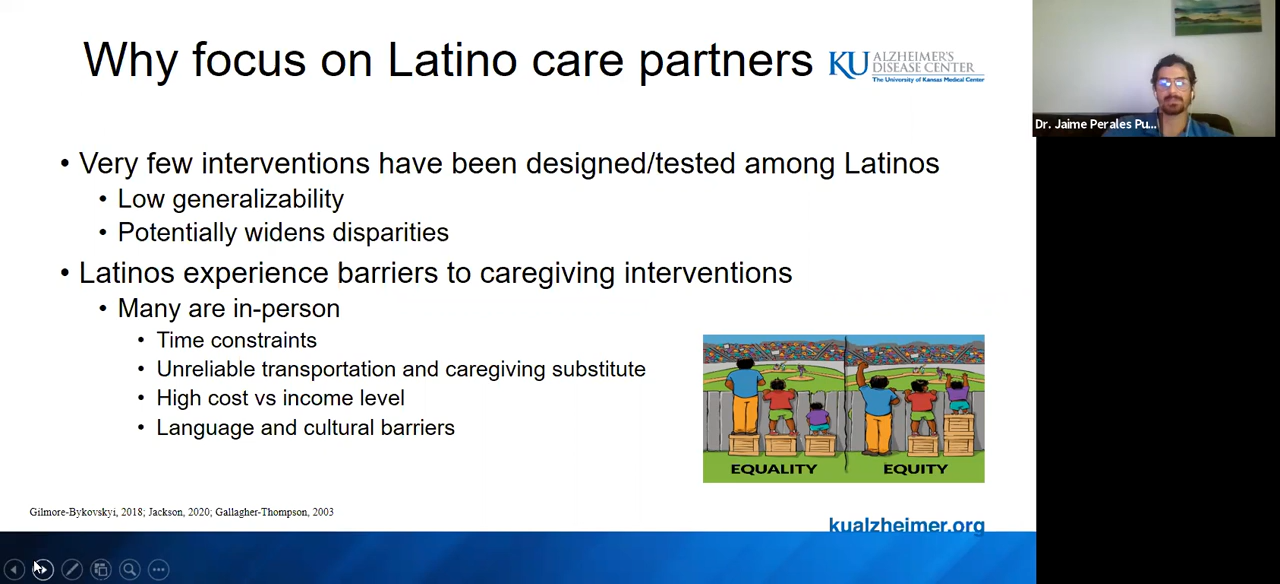 Why focus on Latino care partners
KU ALZHEIMER'S
DISEASE CENTER
The University of Kansas Medical Center
Dr. Jaime Perales Pu...
• Very few interventions have been designed/tested among Latinos
• Low generalizability
• Potentially widens disparities
• Latinos experience barriers to caregiving interventions
• Many are in-person
• Time constraints
• Unreliable transportation and caregiving substitute
• High cost vs income level
• Language and cultural barriers
EQUALITY
EQUITY
Gilmore-Bykovskyi, 2018; Jackson, 2020; Gallagher-Thompson, 2003
kualzheimer.org